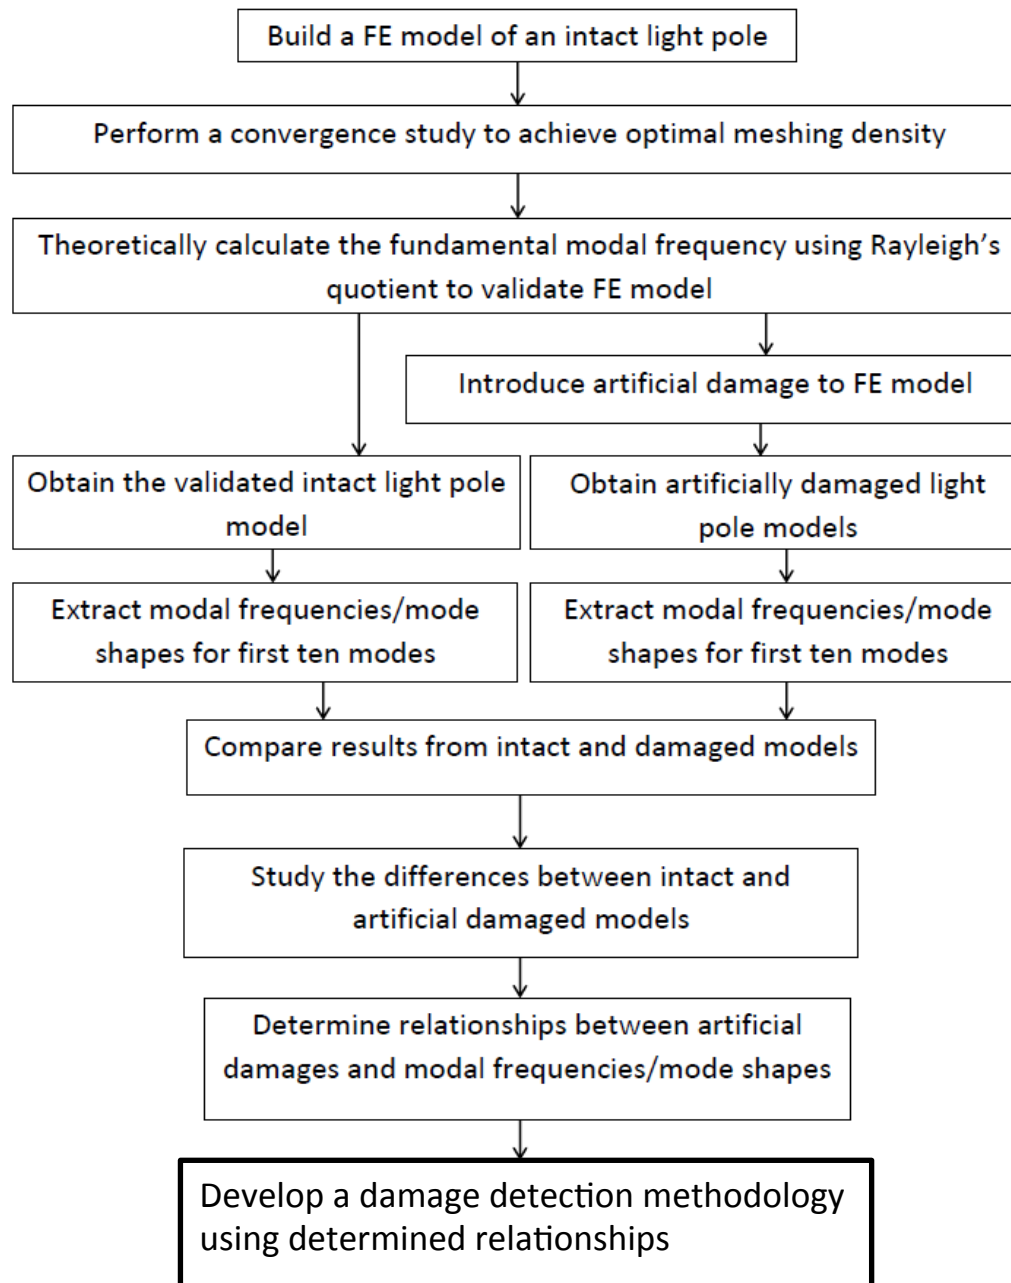 Build a FE model of an intact light pole
Perform a convergence study to achieve optimal meshing density
Theoretically calculate the fundamental modal frequency using Rayleigh's
quotient to validate FE model
Introduce artificial damage to FE model
Obtain the validated intact light pole
model
Obtain artificially damaged light
pole models
Extract modal frequencies/mode
shapes for first ten modes
Extract modal frequencies/mode
shapes for first ten modes
Compare results from intact and damaged models
Study the differences between intact and
artificial damaged models
Determine relationships between artificial
damages and modal frequencies/mode shapes
Develop a damage detection methodology
using determined relationships